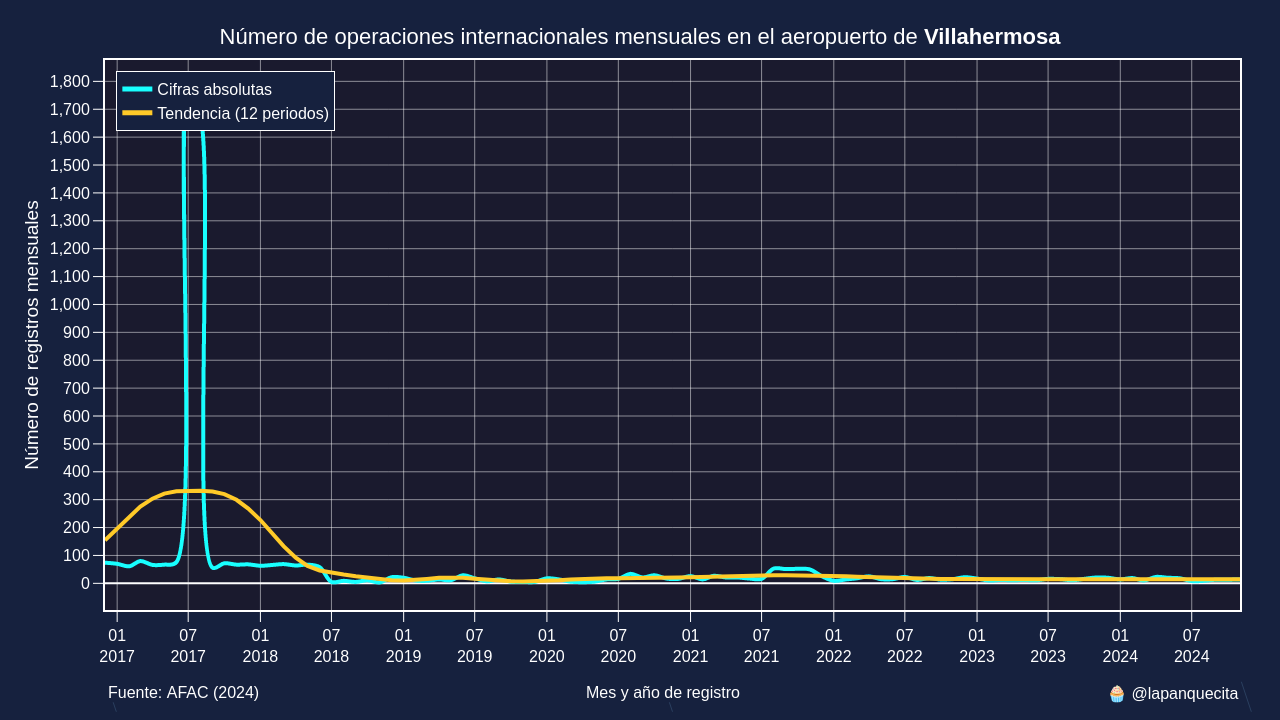 Número de operaciones internacionales mensuales en el aeropuerto de Villahermosa
Cifras absolutas
Tendencia (12 periodos)
Número de registros mensuales
1,800
1,700
1,600
1,500
1,400
1,300
1,200
1,100
1,000
900
800
700
600
500
400
300
200
100
0
01 07 01 07 01 07 01 07 01 07 01 07 01 07 01 07
2017 2017 2018 2018 2019 2019 2020 2020 2021 2021 2022 2022 2023 2023 2024 2024
Fuente: AFAC (2024) Mes y año de registro 🧁 @lapanquecita